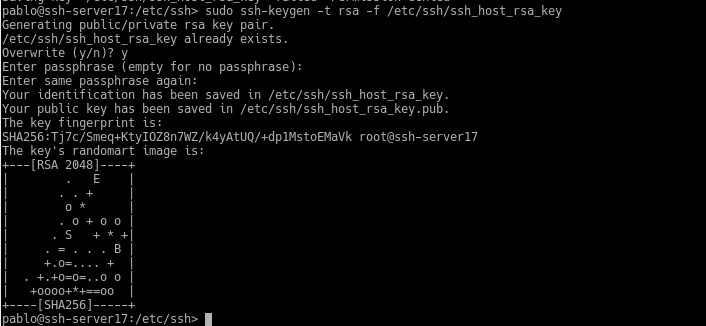 pablo@ssh-server17:/etc/ssh> sudo ssh-keygen -t rsa -f /etc/ssh/ssh_host_rsa_key
Generating public/private rsa key pair.
/etc/ssh/ssh_host_rsa_key already exists.
Overwrite (y/n)? y
Enter passphrase (empty for no passphrase):
Enter same passphrase again:
Your identification has been saved in /etc/ssh/ssh_host_rsa_key.
Your public key has been saved in /etc/ssh/ssh_host_rsa_key.pub.
The key fingerprint is:
SHA256:Tj7c/Smeq+KtyIOZ8n7WZ/k4yAtUQ/+dp1MstoEMaVk root@ssh-server17
The key's randomart image is:
+---[RSA 2048]----+
|        .   E    |
|       . . +     |
|        o *      |
|       . o + o o |
|      . S   + * +|
|     . = . . . B |
|     +.o=.... +  |
|  . +.+o=o=..o o |
|   +oooo+*+==oo  |
+----[SHA256]-----+
pablo@ssh-server17:/etc/ssh>